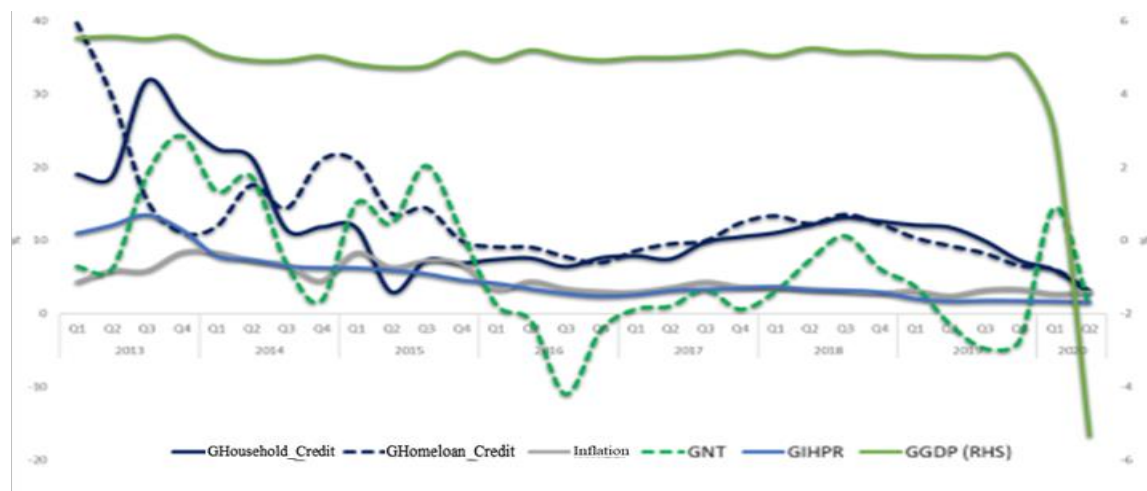 40 6
30 4
20 2
10 0
% %
0 -2
Q1 Q2 Q3 Q4 Q1 Q2 Q3 Q4 Q1 Q2 Q3 Q4 Q1 Q2 Q3 Q4 Q1 Q2 Q3 Q4 Q1 Q2 Q3 Q4 Q1 Q2 Q3 Q4 Q1 Q2
2013 2014 2015 2016 2017 2018 2019 2020
-10 -4
GHousehold_Credit GHomeloan_Credit Inflation GNT GIHPR GGDP (RHS)
-20 -6